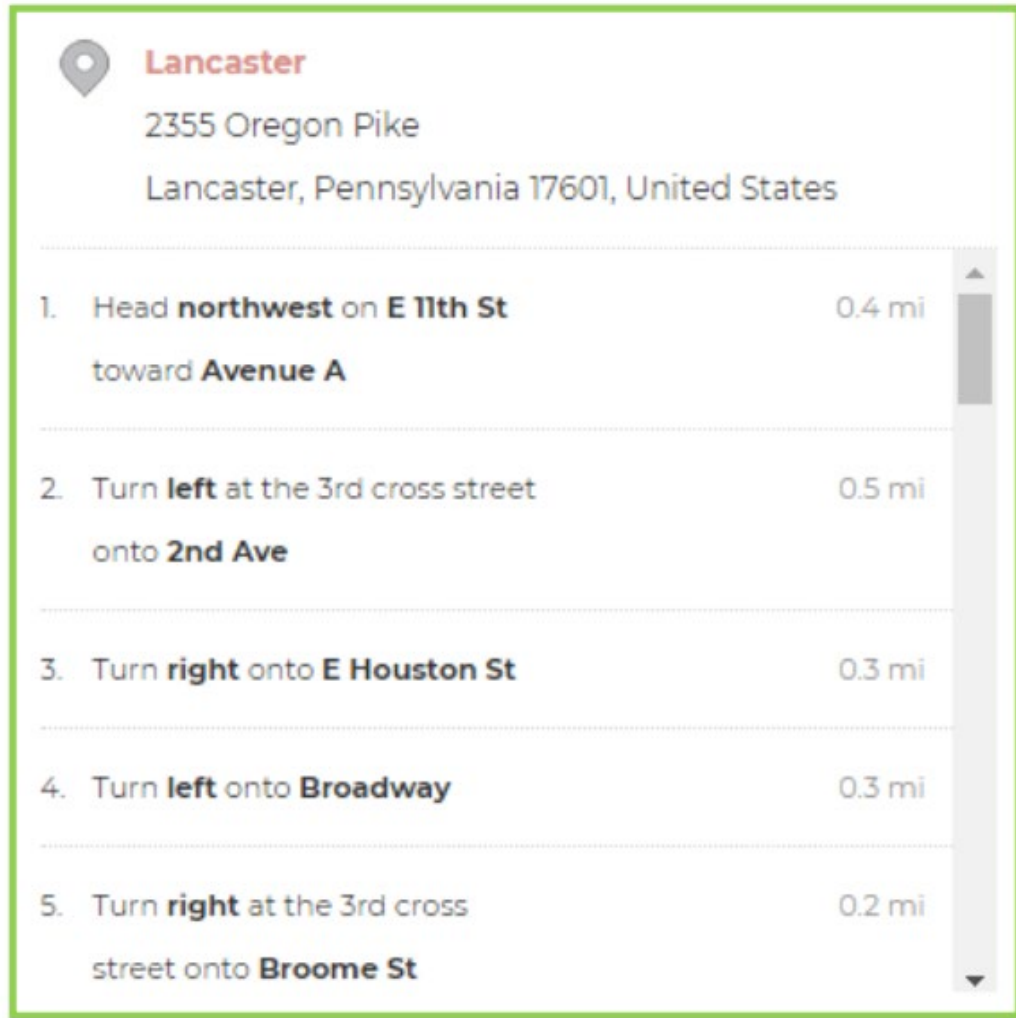 Lancaster
2355 Oregon Pike
Lancaster, Pennsylvania 17601, United States
1. Head northwest on E 11th St 0.4 mi
toward Avenue A
2. Turn left at the 3rd cross street 0.5 mi
onto 2nd Ave
3. Turn right onto E Houston St 0.3 mi
4. Turn left onto Broadway 0.3 mi
5. Turn right at the 3rd cross 0.2 mi
street onto Broome St